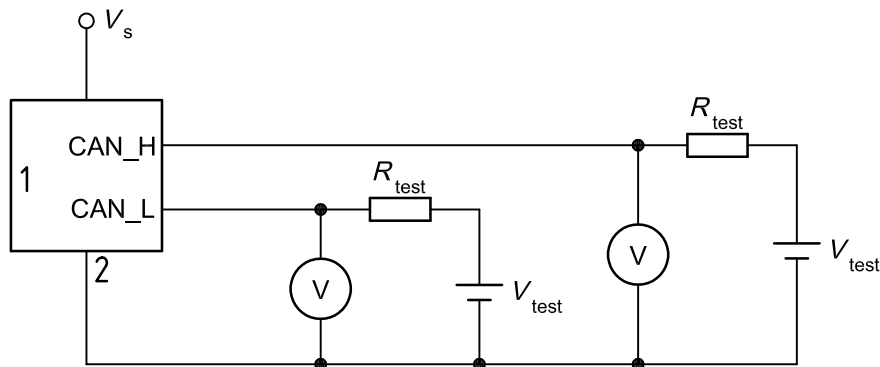 V_s
CAN_H
R_test
1
R_test
CAN_L
2
V
V
V_test
V_test